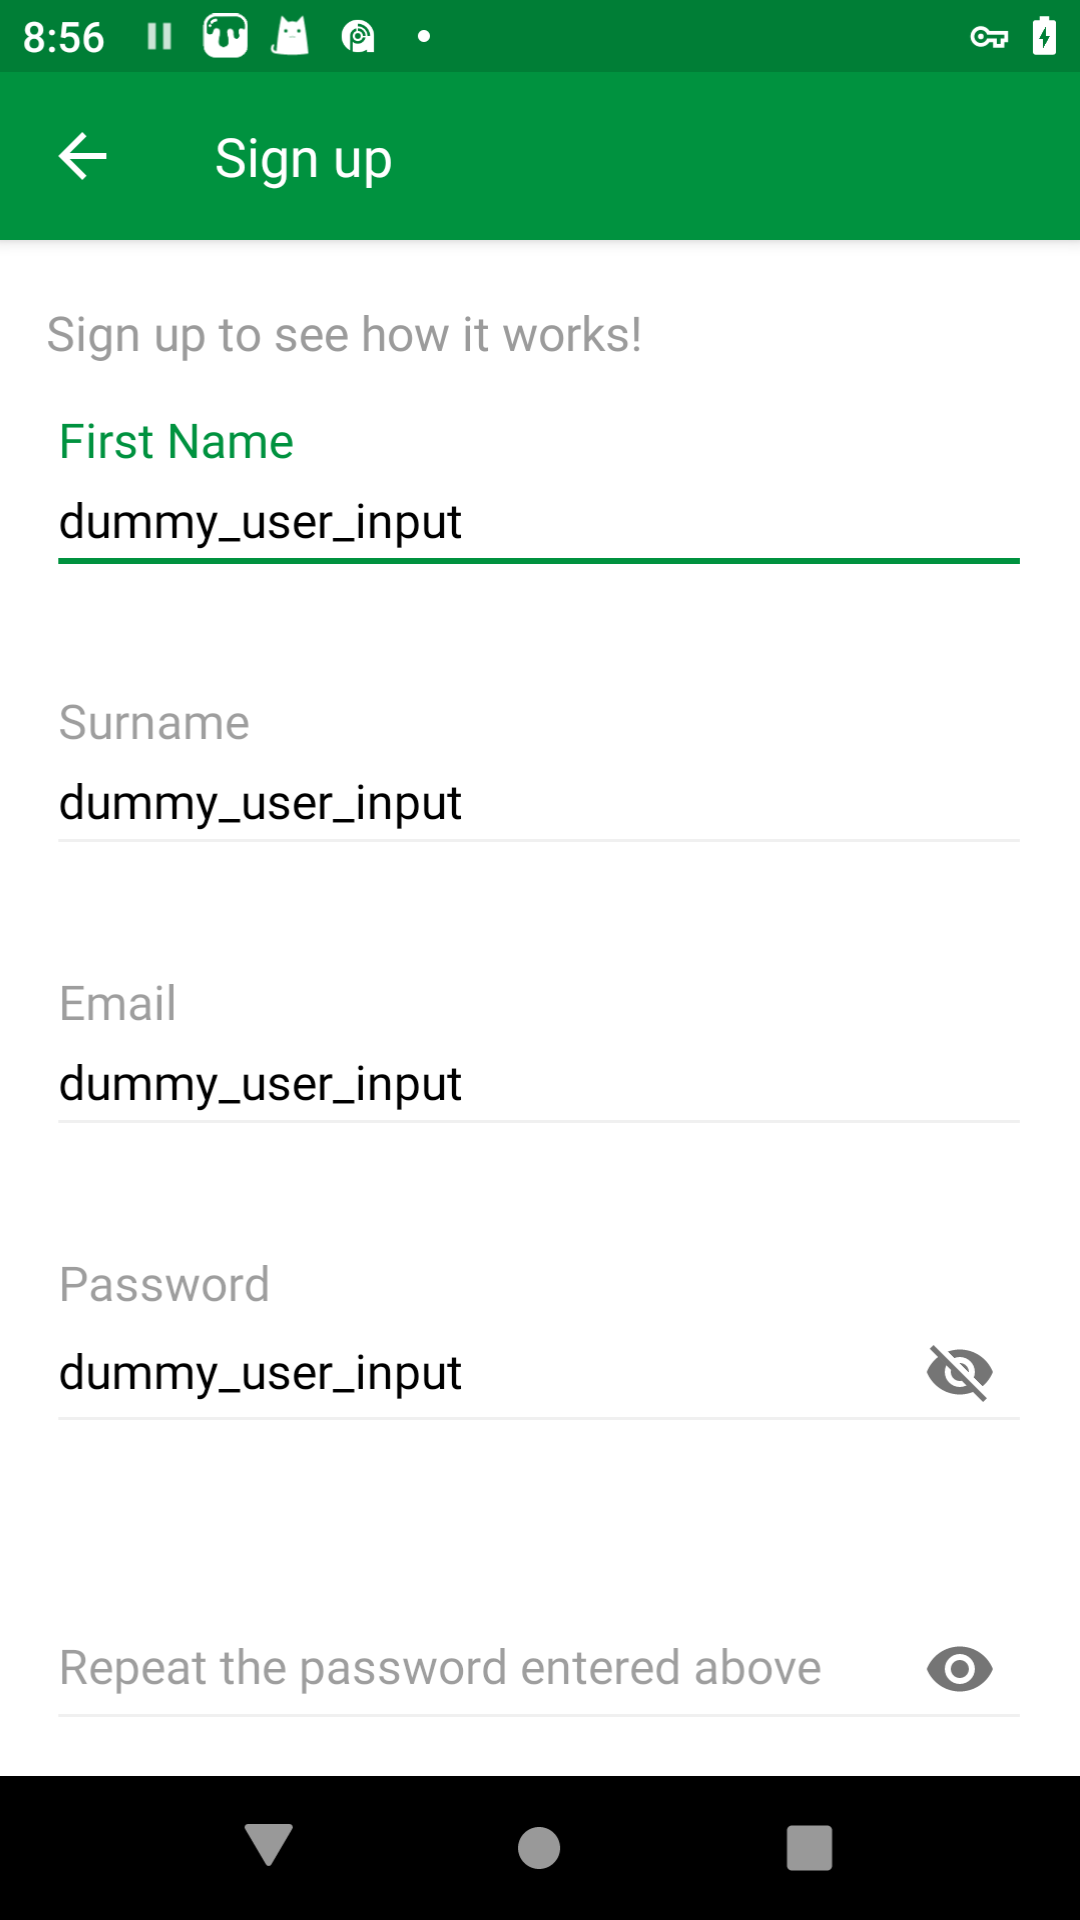 8:56
Sign up
Sign up to see how it works!
First Name
dummy_user_input
Surname
dummy_user_input
Email
dummy_user_input
Password
dummy_user_input
Repeat the password entered above